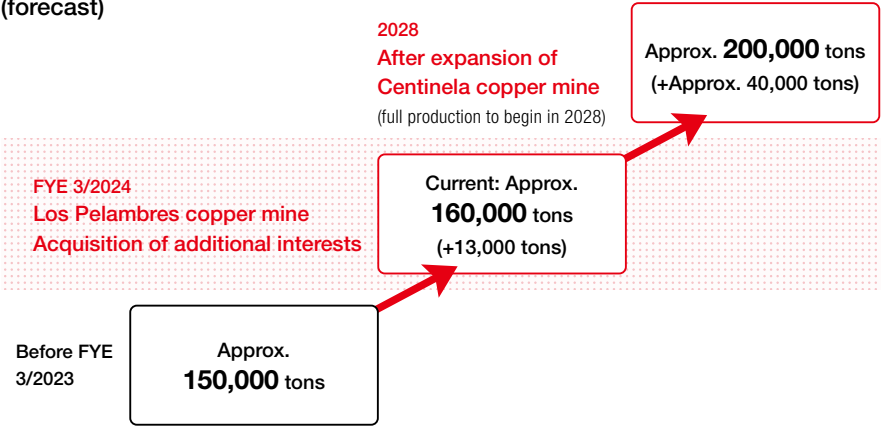 (forecast)
2028
After expansion of
Centinela copper mine
(full production to begin in 2028)
Approx. 200,000 tons
(+Approx. 40,000 tons)
FYE 3/2024
Los Pelambres copper mine
Acquisition of additional interests
Current: Approx.
160,000 tons
(+13,000 tons)
Before FYE
3/2023
Approx.
150,000 tons